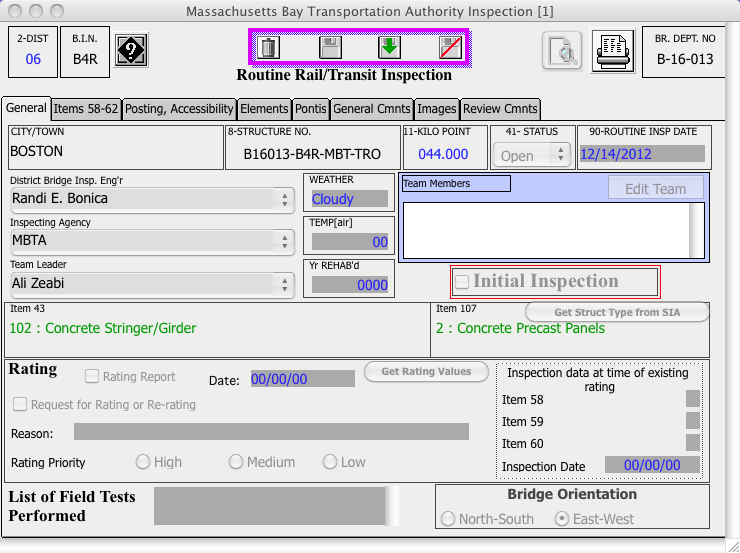 Massachusetts Bay Transportation Authority Inspection [1]
2-DIST
06
B.I.N.
B4R
?
BR. DEPT. NO
B-16-013
Routine Rail/Transit Inspection
General Items 58-62 Posting, Accessibility Elements Pontis General Cmnts Images Review Cmnts
CITY/TOWN
BOSTON
8-STRUCTURE NO.
B16013-B4R-MBT-TRO
11-KILO POINT
044.000
41- STATUS
Open
90-ROUTINE INSP DATE
12/14/2012
District Bridge Insp. Eng'r
Randi E. Bonica
WEATHER
Cloudy
Team Members
Edit Team
Inspecting Agency
MBTA
TEMP[air]
00
Team Leader
Ali Zeabi
Yr REHAB'd
0000
Initial Inspection
Item 43
102 : Concrete Stringer/Girder
Item 107
Get Struct Type from SIA
2 : Concrete Precast Panels
Rating
Rating Report
Date: 00/00/00
Get Rating Values
Request for Rating or Re-rating
Reason:
Rating Priority
High
Medium
Low
Inspection data at time of existing
rating
Item 58
Item 59
Item 60
Inspection Date 00/00/00
List of Field Tests
Performed
Bridge Orientation
North-South
East-West